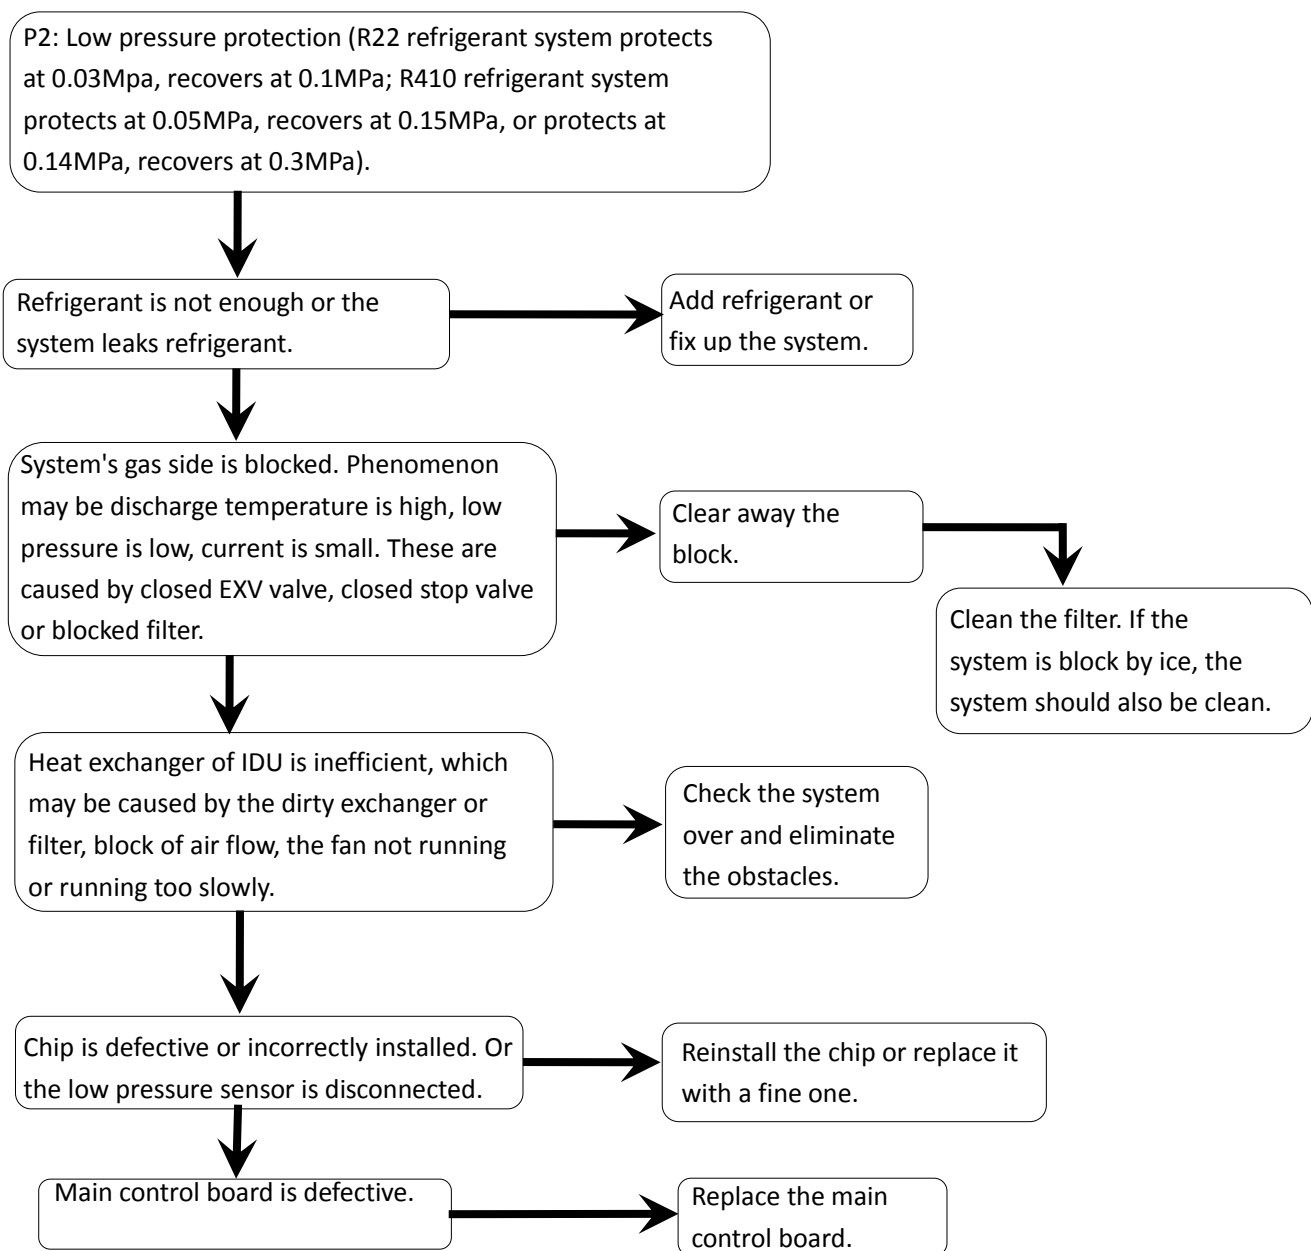 P2: Low pressure protection (R22 refrigerant system protects
at 0.03Mpa, recovers at 0.1MPa; R410 refrigerant system
protects at 0.05MPa, recovers at 0.15MPa, or protects at
0.14MPa, recovers at 0.3MPa).
Refrigerant is not enough or the
system leaks refrigerant.
Add refrigerant or
fix up the system.
System's gas side is blocked. Phenomenon
may be discharge temperature is high, low
pressure is low, current is small. These are
caused by closed EXV valve, closed stop valve
or blocked filter.
Clear away the
block.
Clean the filter. If the
system is block by ice, the
system should also be clean.
Heat exchanger of IDU is inefficient, which
may be caused by the dirty exchanger or
filter, block of air flow, the fan not running
or running too slowly.
Check the system
over and eliminate
the obstacles.
Chip is defective or incorrectly installed. Or
the low pressure sensor is disconnected.
Reinstall the chip or replace it
with a fine one.
Main control board is defective.
Replace the main
control board.